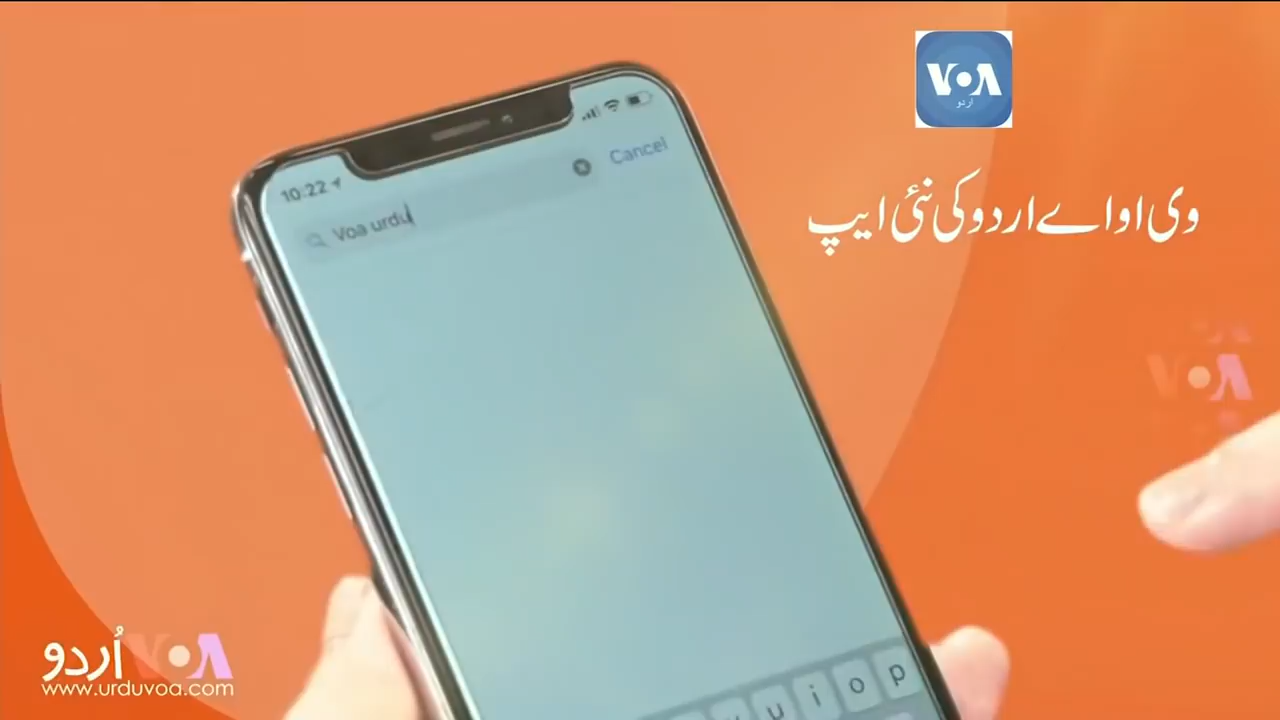 VOA
اردو
وی او اے اردو کی نئی ایپ
10:22
Cancel
Voa urdu
VOA
اُردو VOA
www.urduvoa.com
u i o p